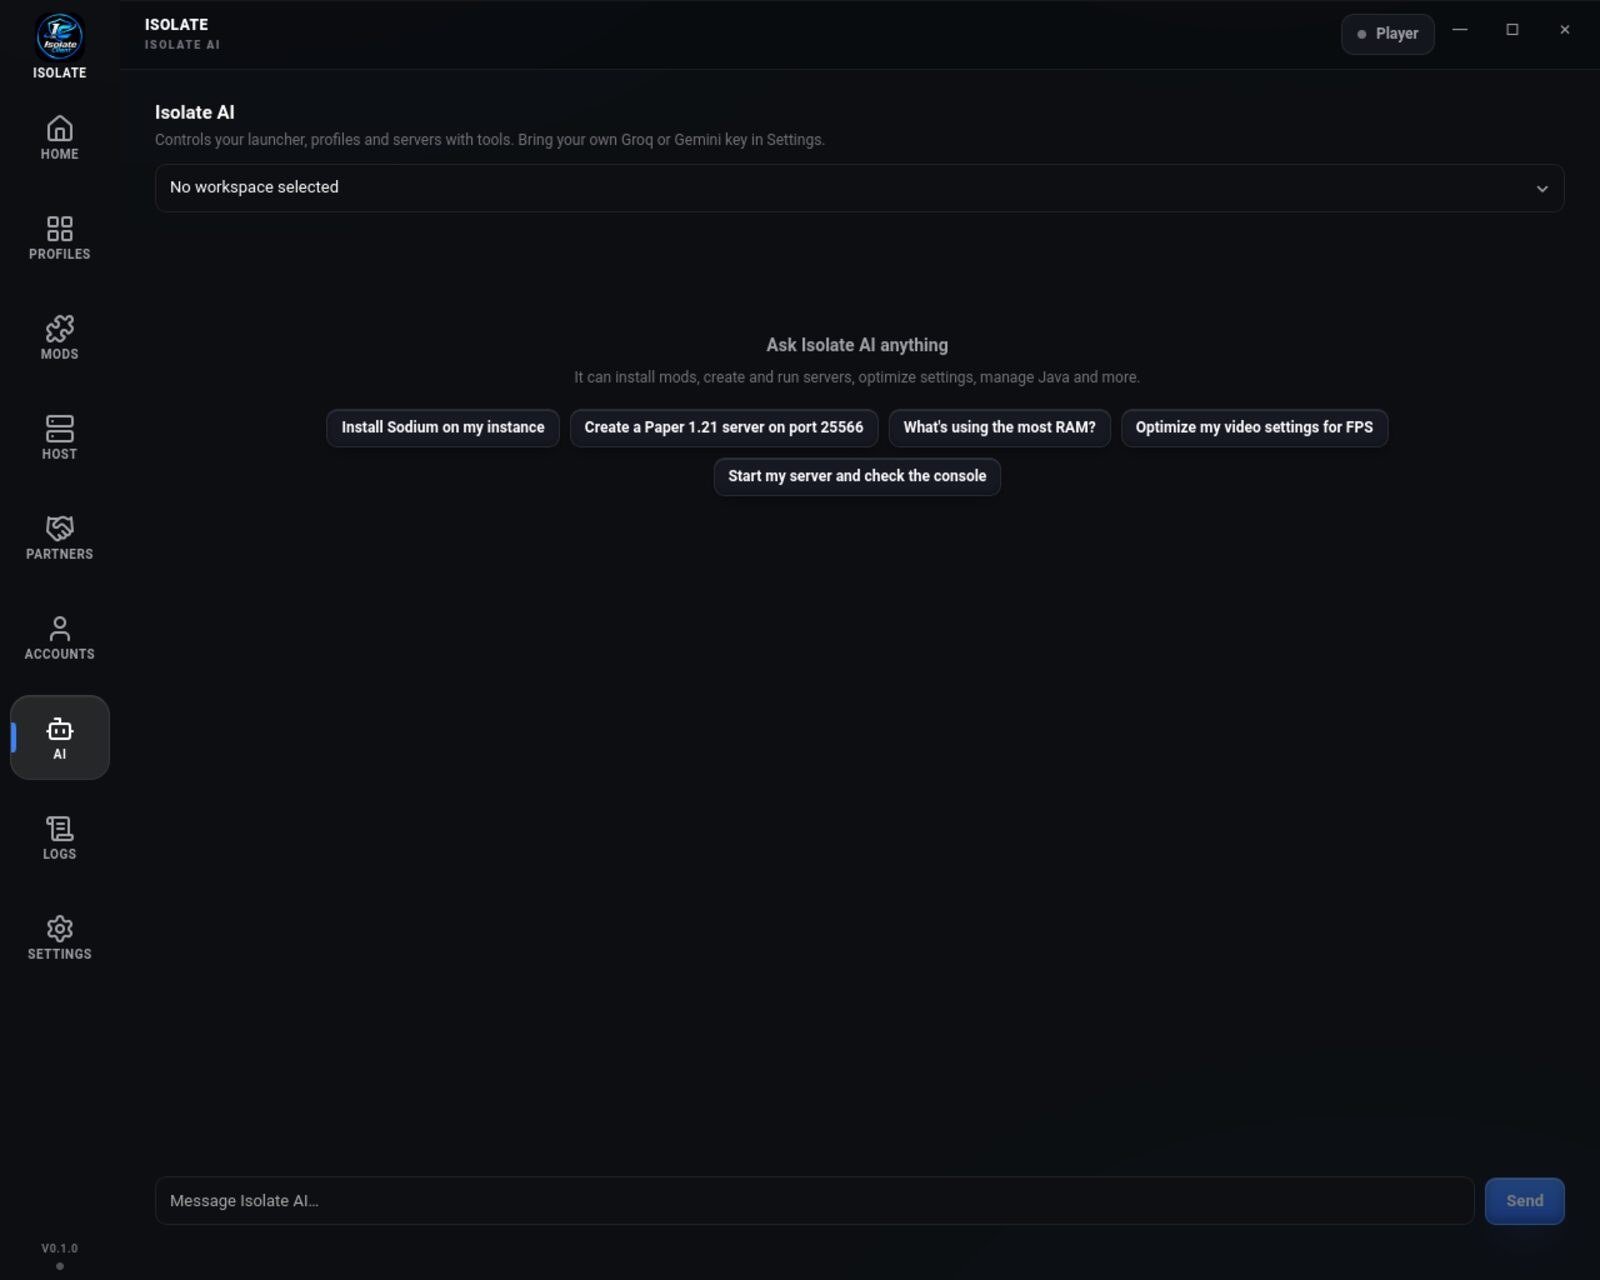 Isolate
ISOLATE
HOME
PROFILES
MODS
HOST
PARTNERS
ACCOUNTS
AI
LOGS
SETTINGS
V0.1.0
ISOLATE
ISOLATE AI
Player
Isolate AI
Controls your launcher, profiles and servers with tools. Bring your own Groq or Gemini key in Settings.
No workspace selected
Ask Isolate AI anything
It can install mods, create and run servers, optimize settings, manage Java and more.
Install Sodium on my instance
Create a Paper 1.21 server on port 25566
What's using the most RAM?
Optimize my video settings for FPS
Start my server and check the console
Message Isolate AI...
Send